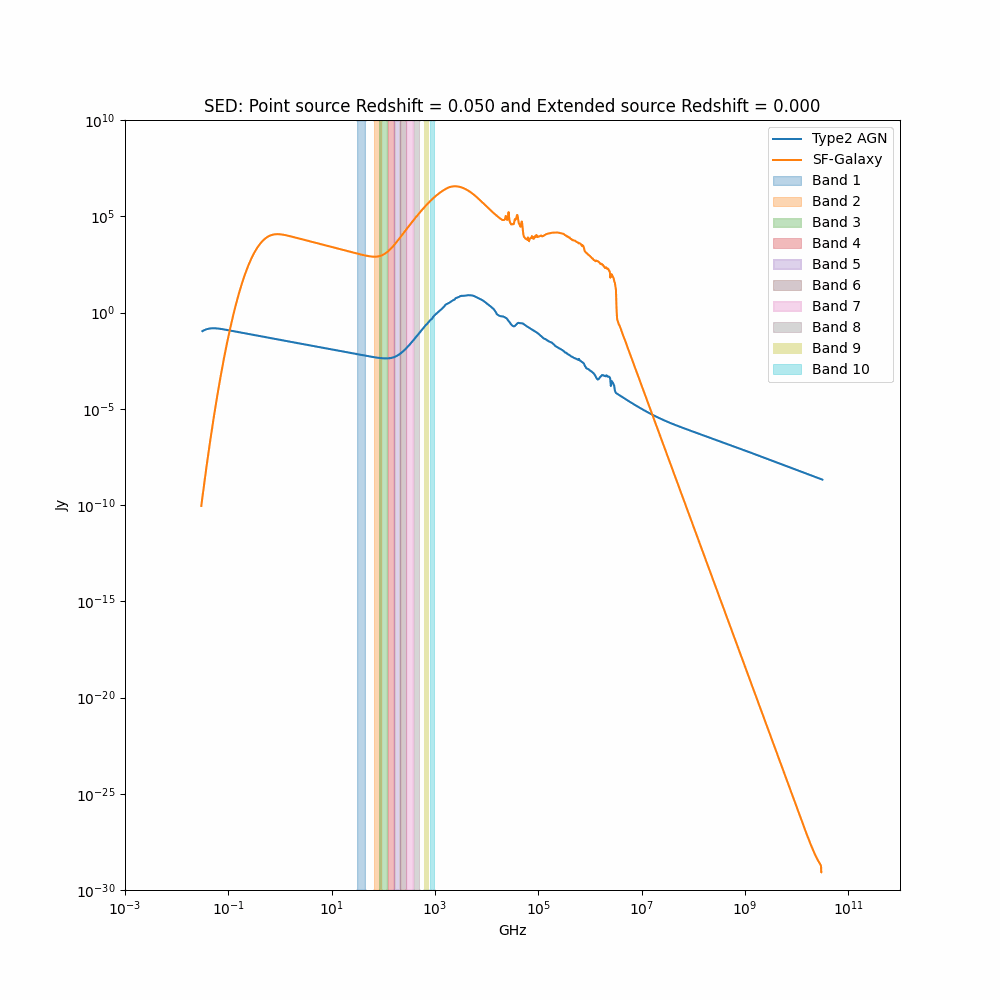 SED: Point source Redshift = 0.050 and Extended source Redshift = 0.000
10^10
10^5
10^0
10^-5
10^-10
10^-15
10^-20
10^-25
10^-30
Jy
Type2 AGN
SF-Galaxy
Band 1
Band 2
Band 3
Band 4
Band 5
Band 6
Band 7
Band 8
Band 9
Band 10
10^-3
10^-1
10^1
10^3
10^5
10^7
10^9
10^11
GHz